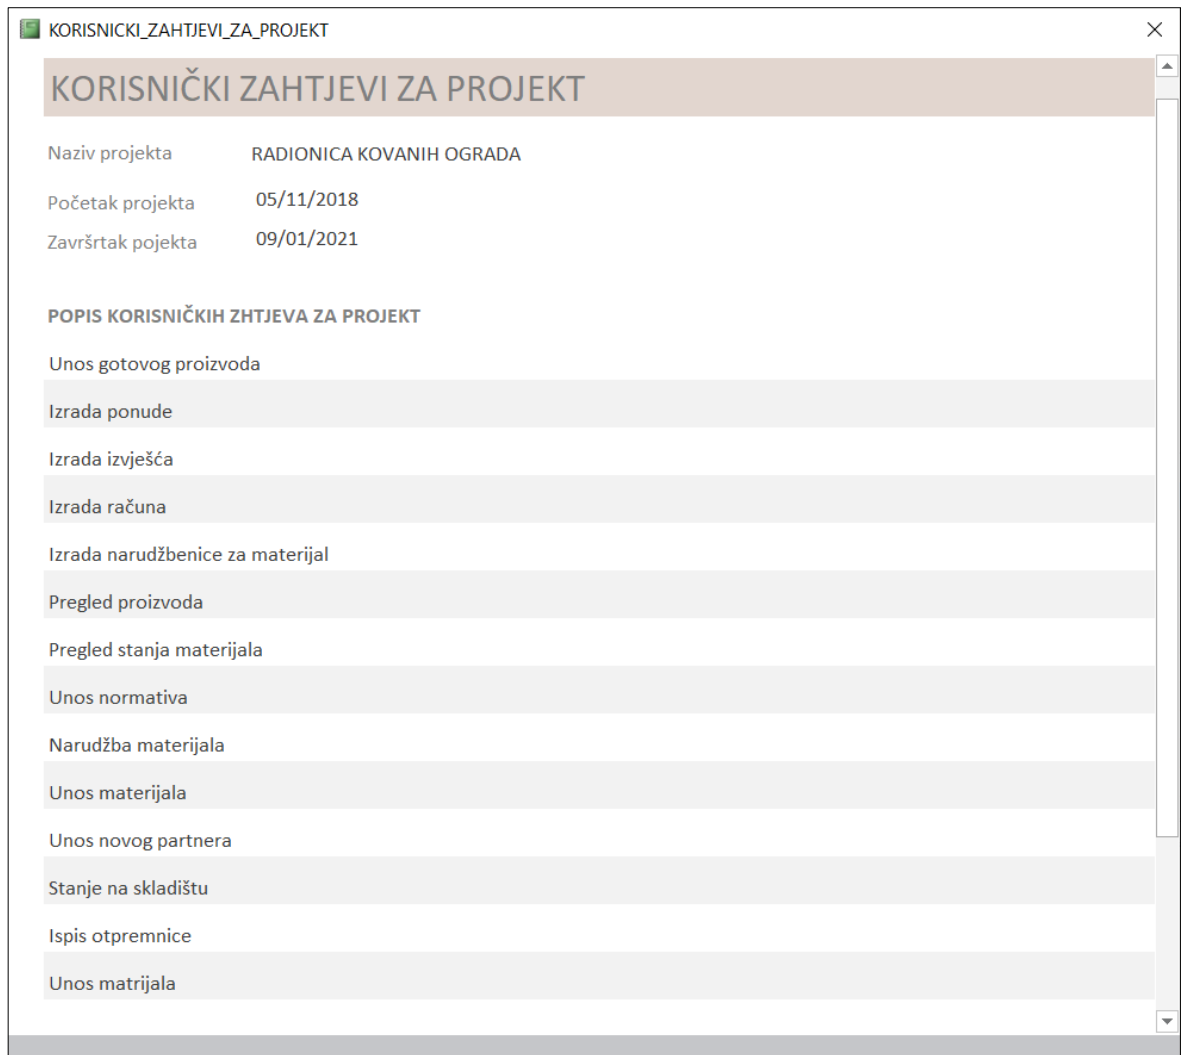 KORISNICKI_ZAHTJEVI_ZA_PROJEKT
KORISNIČKI ZAHTJEVI ZA PROJEKT
Naziv projekta RADIONICA KOVANIH OGRADA
Početak projekta 05/11/2018
Završrtak pojekta 09/01/2021
POPIS KORISNIČKIH ZHTJEVA ZA PROJEKT
Unos gotovog proizvoda
Izrada ponude
Izrada izvješća
Izrada računa
Izrada narudžbenice za materijal
Pregled proizvoda
Pregled stanja materijala
Unos normativa
Narudžba materijala
Unos materijala
Unos novog partnera
Stanje na skladištu
Ispis otpremnice
Unos matrijala